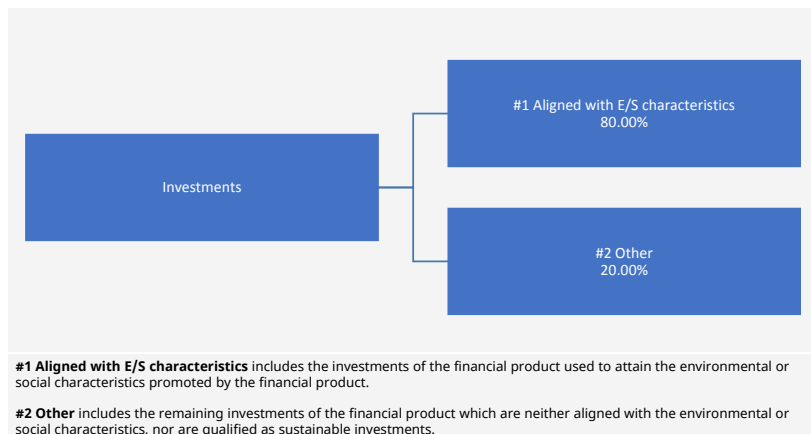 #1 Aligned with E/S characteristics
80.00%
Investments
#2 Other
20.00%
#1 Aligned with E/S characteristics includes the investments of the financial product used to attain the environmental or
social characteristics promoted by the financial product.
#2 Other includes the remaining investments of the financial product which are neither aligned with the environmental or
social characteristics, nor are qualified as sustainable investments.